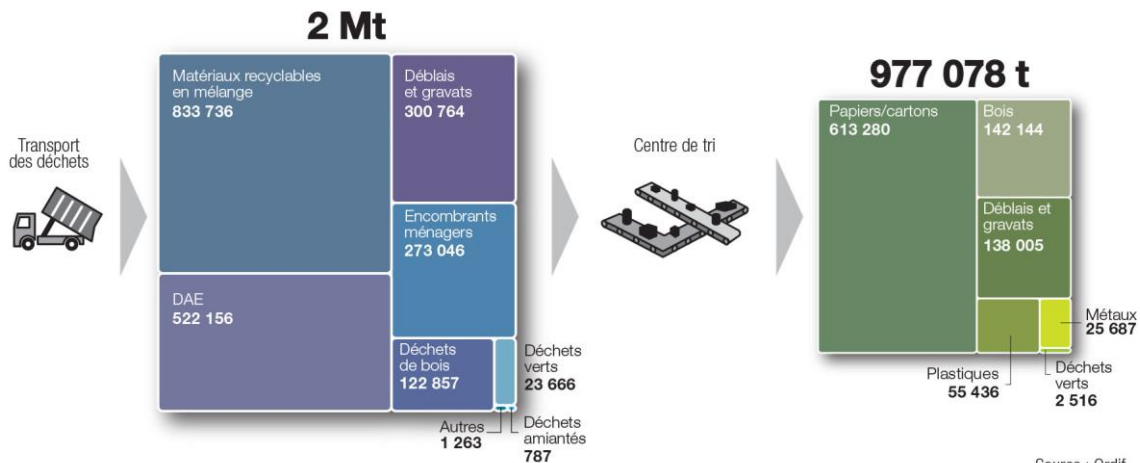 2 Mt
Transport
des déchets
Matériaux recyclables
en mélange
833 736
Déblais
et gravats
300 764
Encombrants
ménagers
273 046
DAE
522 156
Déchets
de bois
122 857
Déchets
verts
23 666
Autres
1 263
Déchets
amiantés
787
Centre de tri
977 078 t
Papiers/cartons
613 280
Bois
142 144
Déblais et
gravats
138 005
Métaux
25 687
Plastiques
55 436
Déchets
verts
2 516